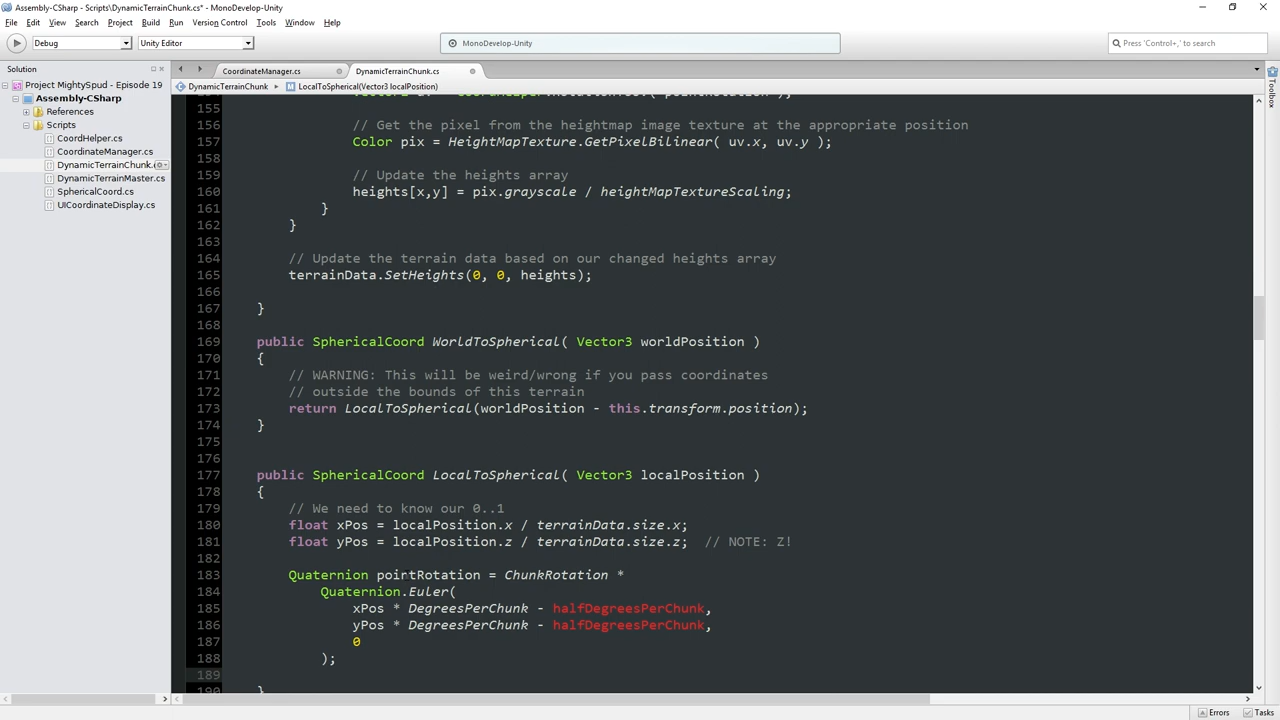 Assembly-CSharp - Scripts\DynamicTerrainChunk.cs* - MonoDevelop-Unity
File Edit View Search Project Build Run Version Control Tools Window Help
Debug Unity Editor MonoDevelop-Unity Press 'Control+,' to search
Solution
CoordinateManager.cs DynamicTerrainChunk.cs
DynamicTerrainChunk LocalToSpherical(Vector3 localPosition)
Project MightySpud - Episode 19
Assembly-CSharp
References
Scripts
CoordHelper.cs
CoordinateManager.cs
DynamicTerrainChunk.
DynamicTerrainMaster.cs
SphericalCoord.cs
UICoordinateDisplay.cs
Toolbox
155
156 // Get the pixel from the heightmap image texture at the appropriate position
157 Color pix = HeightMapTexture.GetPixelBilinear( uv.x, uv.y );
158
159 // Update the heights array
160 heights[x,y] = pix.grayscale / heightMapTextureScaling;
161 }
162 }
163
164 // Update the terrain data based on our changed heights array
165 terrainData.SetHeights(0, 0, heights);
166
167 }
168
169 public SphericalCoord WorldToSpherical( Vector3 worldPosition )
170 {
171 // WARNING: This will be weird/wrong if you pass coordinates
172 // outside the bounds of this terrain
173 return LocalToSpherical(worldPosition - this.transform.position);
174 }
175
176
177 public SphericalCoord LocalToSpherical( Vector3 localPosition )
178 {
179 // We need to know our 0..1
180 float xPos = localPosition.x / terrainData.size.x;
181 float yPos = localPosition.z / terrainData.size.z; // NOTE: Z!
182
183 Quaternion pointRotation = ChunkRotation *
184 Quaternion.Euler(
185 xPos * DegreesPerChunk - halfDegreesPerChunk,
186 yPos * DegreesPerChunk - halfDegreesPerChunk,
187 0
188 );
189
190 }
Errors Tasks